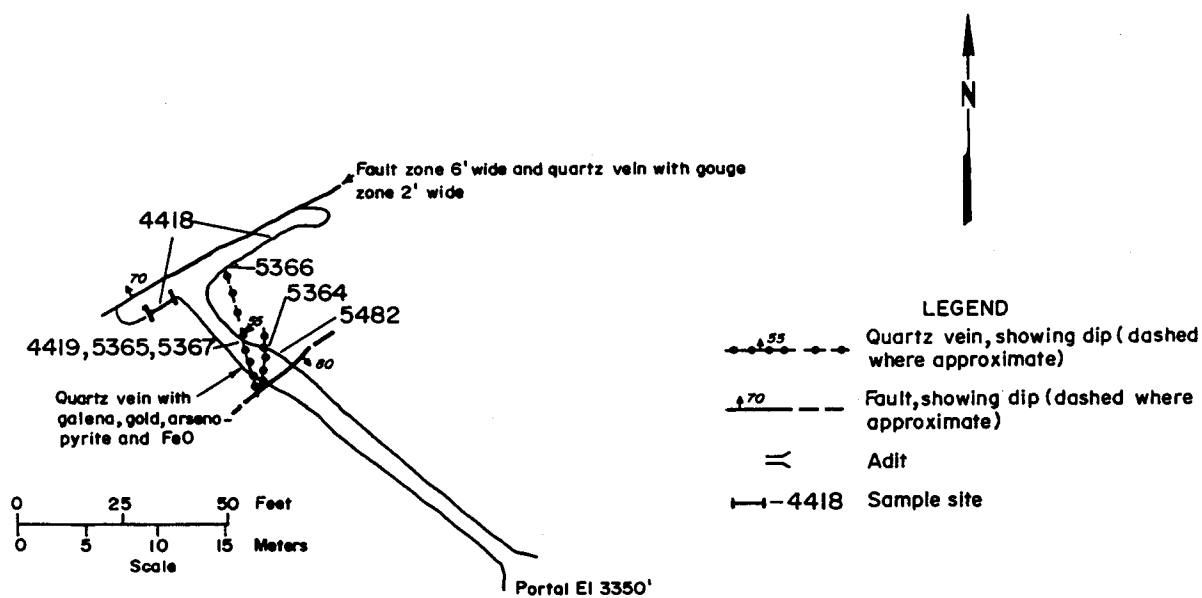 N
Fault zone 6' wide and quartz vein with gouge
zone 2' wide
4418
70
5366
5364
55
5482
4419,5365,5367
80
Quartz vein with
galena, gold, arseno-
pyrite and FeO
0 25 50 Feet
0 5 10 15 Meters
Scale
Portal El 3350'
LEGEND
55
Quartz vein, showing dip (dashed
where approximate)
70
Fault, showing dip (dashed where
approximate)
Adit
-4418 Sample site